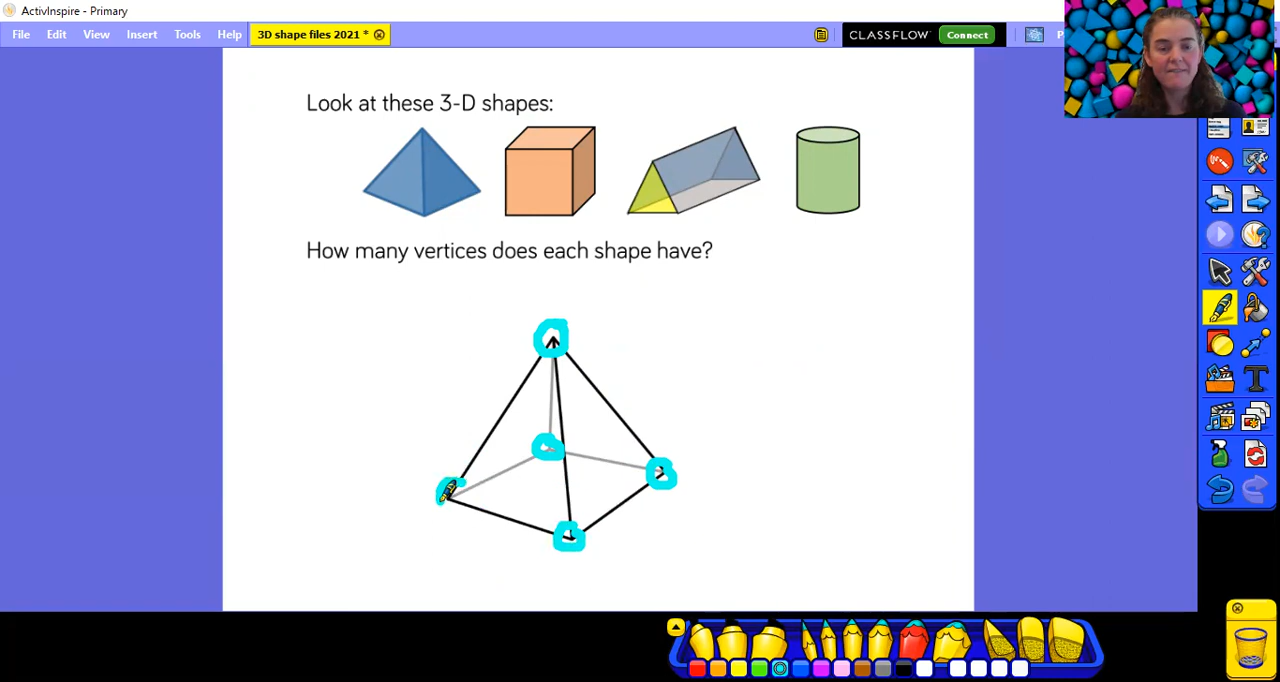 ActivInspire - Primary
File Edit View Insert Tools Help 3D shape files 2021 * CLASSFLOW Connect
Look at these 3-D shapes:
How many vertices does each shape have?